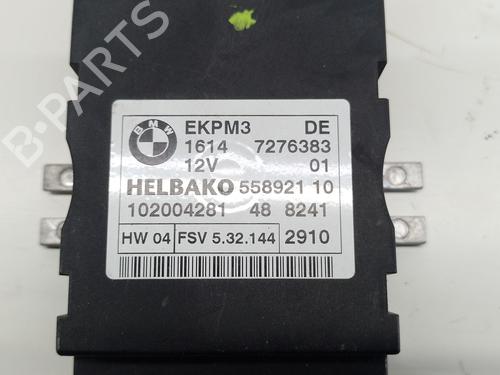 B-PARTS
BMW
EKPM3 DE
1614 7276383
12V 01
HELBAKO 558921 10
102004281 48 8241
HW 04 FSV 5.32.144 2910